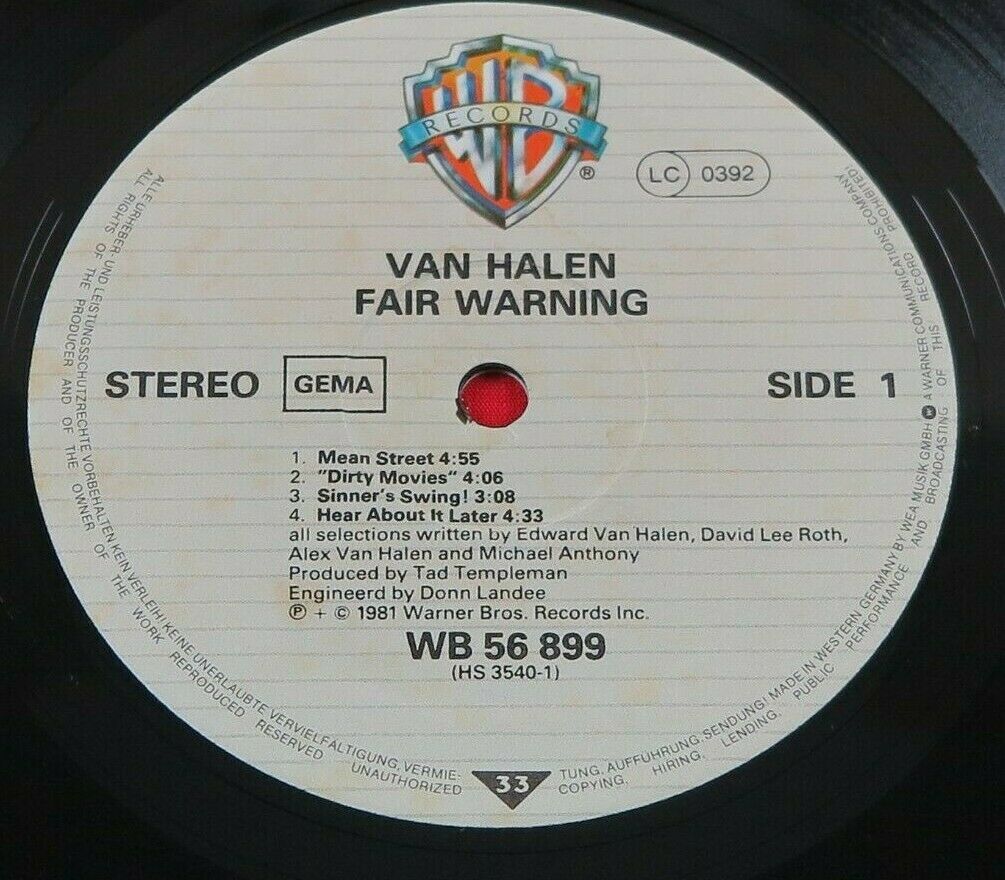 WB
RECORDS
®
LC 0392
VAN HALEN
FAIR WARNING
STEREO GEMA SIDE 1
1. Mean Street 4:55
2. "Dirty Movies" 4:06
3. Sinner's Swing! 3:08
4. Hear About It Later 4:33
all selections written by Edward Van Halen, David Lee Roth,
Alex Van Halen and Michael Anthony
Produced by Tad Templeman
Engineerd by Donn Landee
℗ + © 1981 Warner Bros. Records Inc.
WB 56 899
(HS 3540-1)
33
ALLE URHEBER- UND LEISTUNGSSCHUTZRECHTE VORBEHALTEN KEIN VERLEIH! KEINE UNERLAUBTE VERVIELFÄLTIGUNG, VERMIE-
TUNG, AUFFÜHRUNG, SENDUNG! MADE IN WESTERN GERMANY BY WEA MUSIK GMBH A WARNER COMMUNICATIONS COMPANY
ALL RIGHTS OF THE PRODUCER AND OF THE OWNER OF THE WORK REPRODUCED RESERVED UNAUTHORIZED
COPYING, HIRING, LENDING, PUBLIC PERFORMANCE AND BROADCASTING OF THIS RECORD PROHIBITED!